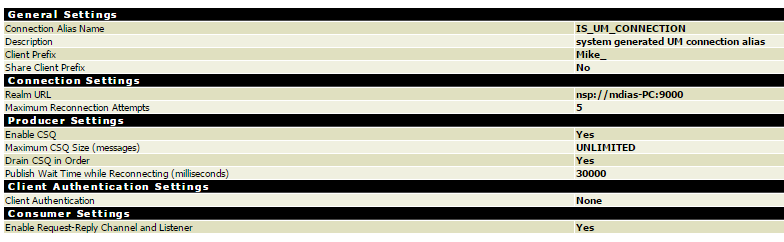 General Settings
Connection Alias Name IS_UM_CONNECTION
Description system generated UM connection alias
Client Prefix Mike_
Share Client Prefix No
Connection Settings
Realm URL nsp://mdias-PC:9000
Maximum Reconnection Attempts 5
Producer Settings
Enable CSQ Yes
Maximum CSQ Size (messages) UNLIMITED
Drain CSQ in Order Yes
Publish Wait Time while Reconnecting (milliseconds) 30000
Client Authentication Settings
Client Authentication None
Consumer Settings
Enable Request-Reply Channel and Listener Yes